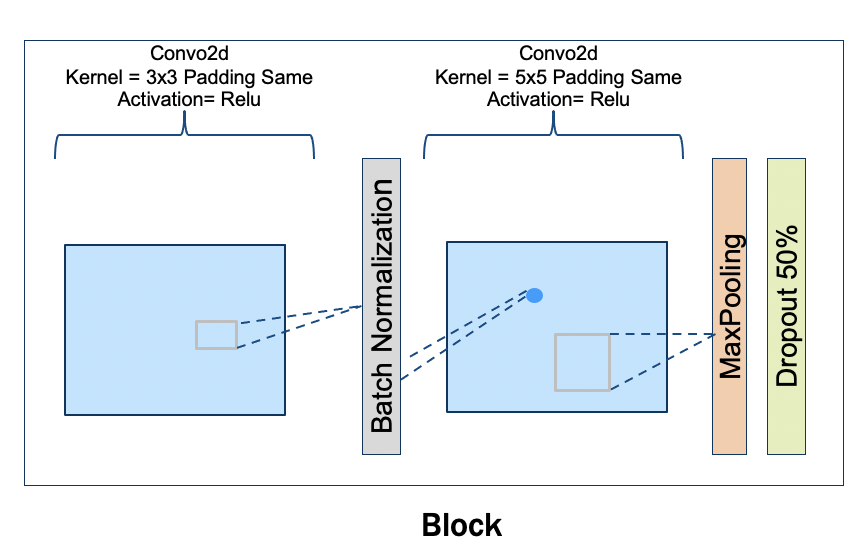 Convo2d
Kernel = 3x3 Padding Same
Activation= Relu
Convo2d
Kernel = 5x5 Padding Same
Activation= Relu
Batch Normalization
MaxPooling
Dropout 50%
Block